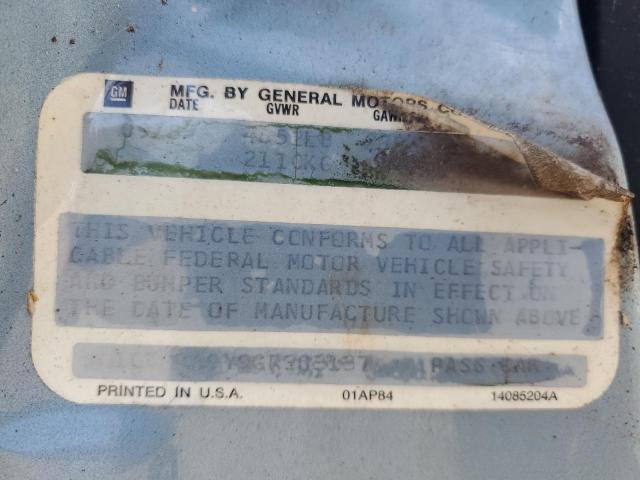 GM
MFG. BY GENERAL MOTORS
DATE GVWR
THIS VEHICLE CONFORMS TO ALL APPLI-
CABLE FEDERAL MOTOR VEHICLE SAFETY
AND BUMPER STANDARDS IN EFFECT ON
THE DATE OF MANUFACTURE SHOWN ABOVE
PASS CAR
PRINTED IN U.S.A. 01AP84 14085204A